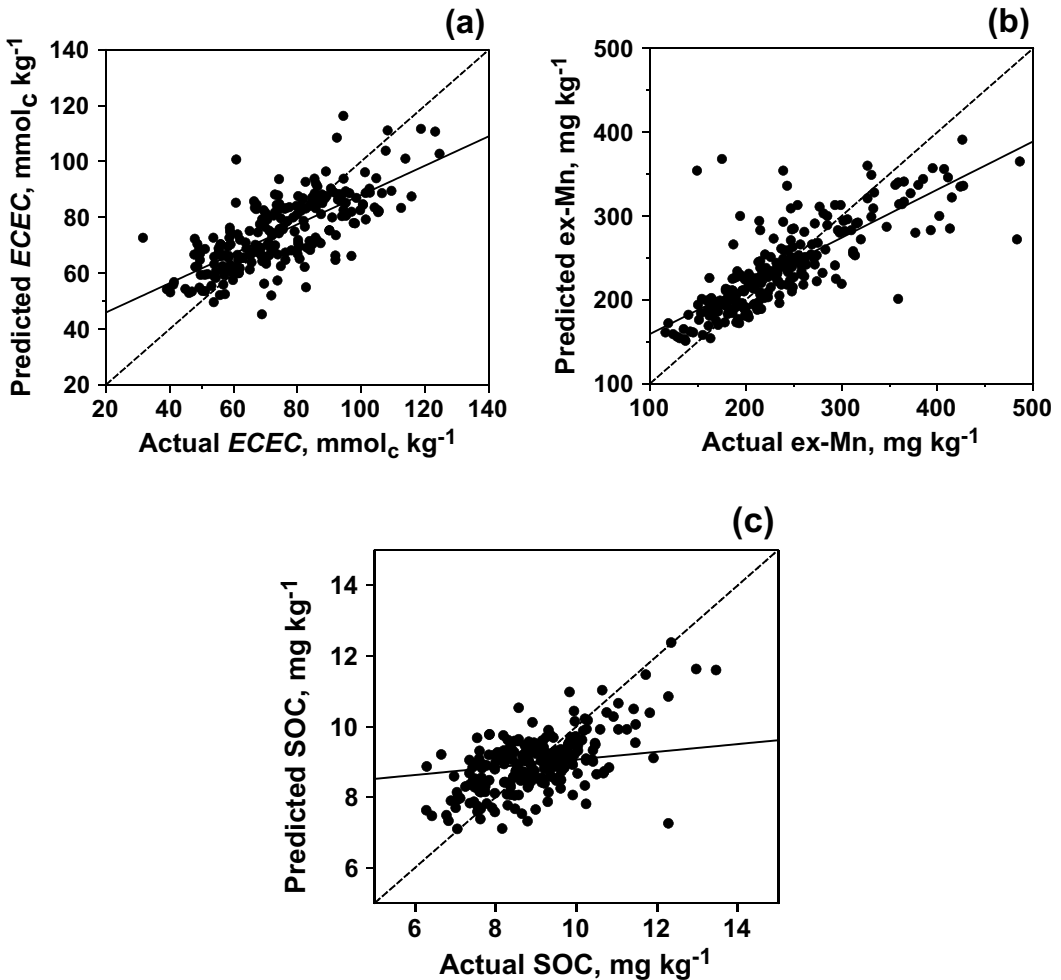 (a)
140
120
100
80
60
40
20
20 40 60 80 100 120 140
Predicted ECEC, mmolc kg-1
Actual ECEC, mmolc kg-1
(b)
500
400
300
200
100
100 200 300 400 500
Predicted ex-Mn, mg kg-1
Actual ex-Mn, mg kg-1
(c)
14
12
10
8
6
6 8 10 12 14
Predicted SOC, mg kg-1
Actual SOC, mg kg-1